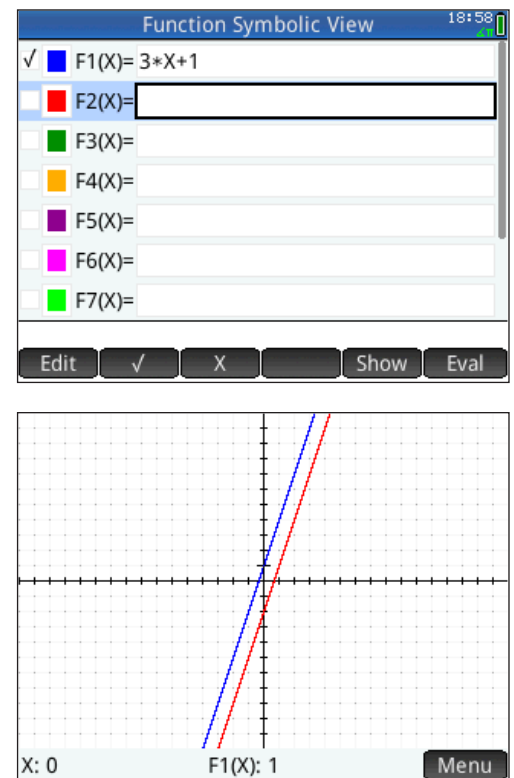 Function Symbolic View 18:58
∡π
√ F1(X)= 3*X+1
F2(X)=
F3(X)=
F4(X)=
F5(X)=
F6(X)=
F7(X)=
Edit √ X Show Eval
X: 0 F1(X): 1 Menu